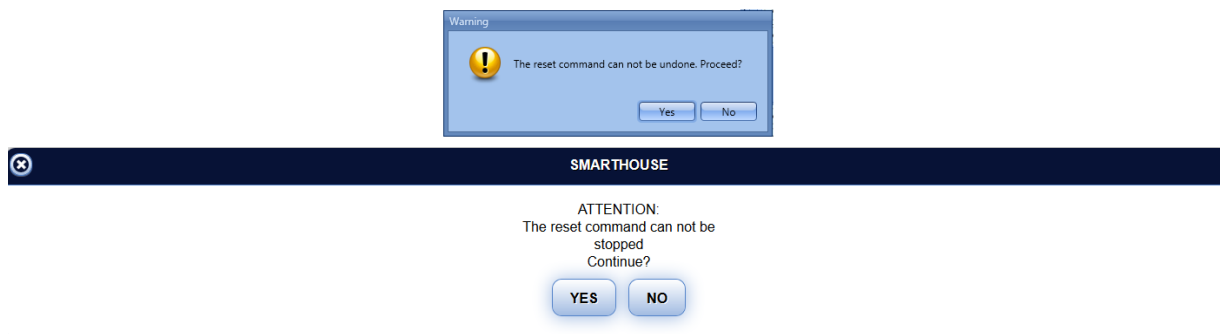 Warning
The reset command can not be undone. Proceed?
Yes No
SMARTHOUSE
ATTENTION:
The reset command can not be
stopped
Continue?
YES NO